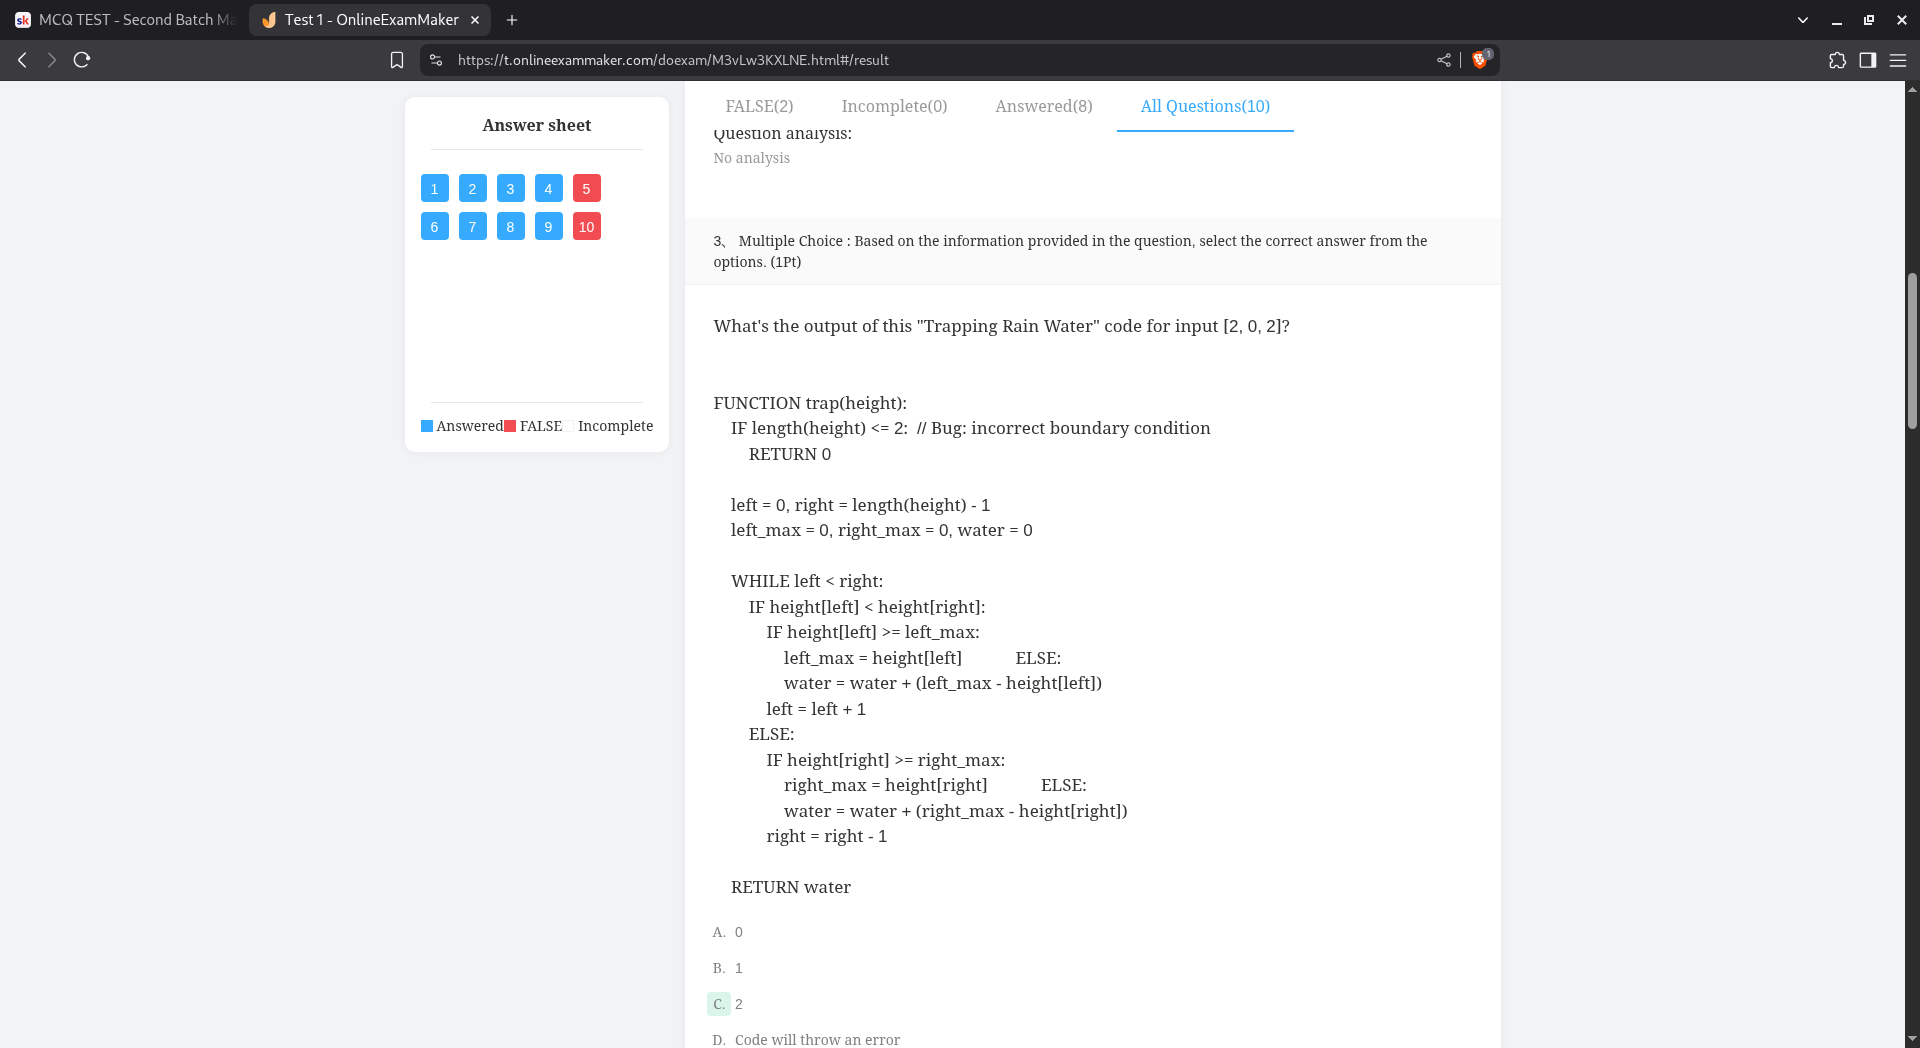 MCQ TEST - Second Batch Ma
Test 1 - OnlineExamMaker
https://t.onlineexammaker.com/doexam/M3vLw3KXLNE.html#/result
1
Answer sheet
1 2 3 4 5
6 7 8 9 10
Answered FALSE Incomplete
FALSE(2) Incomplete(0) Answered(8) All Questions(10)
Question analysis:
No analysis
3、 Multiple Choice : Based on the information provided in the question, select the correct answer from the
options. (1Pt)
What's the output of this "Trapping Rain Water" code for input [2, 0, 2]?
FUNCTION trap(height):
IF length(height) <= 2:  // Bug: incorrect boundary condition
RETURN 0
left = 0, right = length(height) - 1
left_max = 0, right_max = 0, water = 0
WHILE left < right:
IF height[left] < height[right]:
IF height[left] >= left_max:
left_max = height[left] ELSE:
water = water + (left_max - height[left])
left = left + 1
ELSE:
IF height[right] >= right_max:
right_max = height[right] ELSE:
water = water + (right_max - height[right])
right = right - 1
RETURN water
A. 0
B. 1
C. 2
D. Code will throw an error